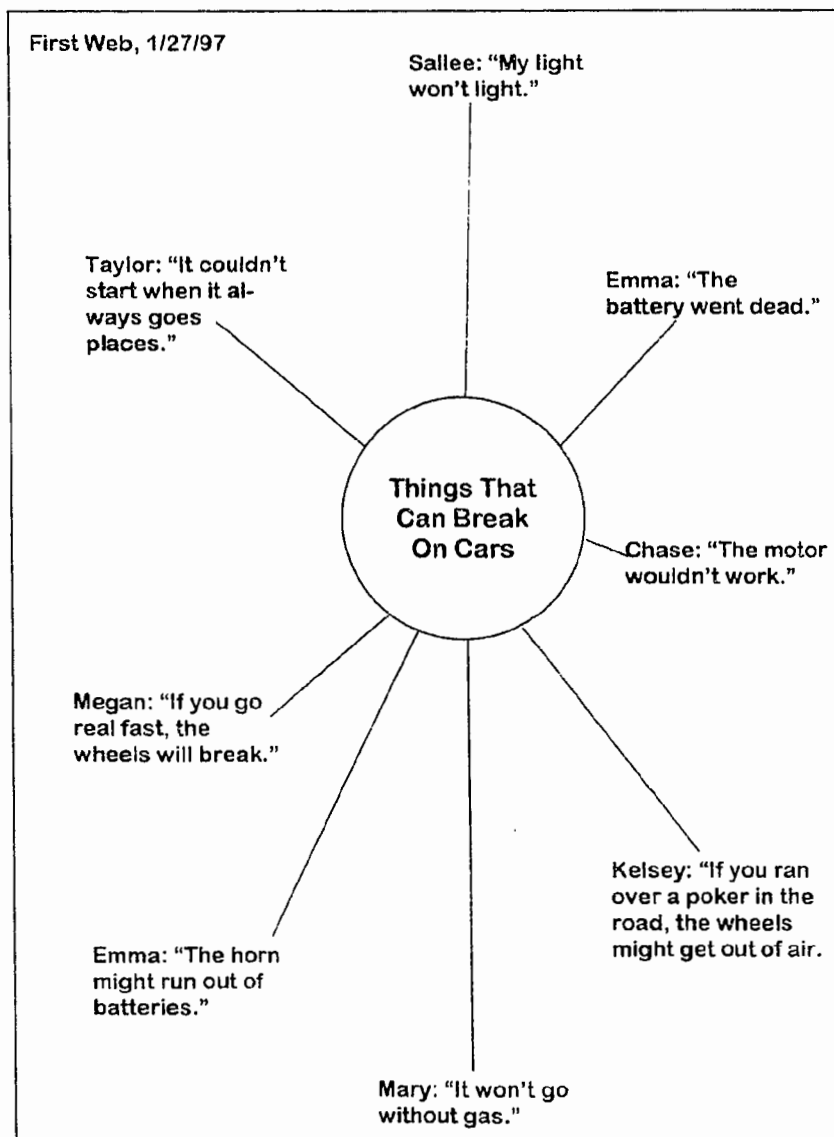 First Web, 1/27/97
Sallee: “My light
won’t light.”
Taylor: “It couldn’t
start when it al-
ways goes
places.”
Emma: “The
battery went dead.”
Things That
Can Break
On Cars
Chase: “The motor
wouldn’t work.”
Megan: “If you go
real fast, the
wheels will break.”
Kelsey: “If you ran
over a poker in the
road, the wheels
might get out of air.
Emma: “The horn
might run out of
batteries.”
Mary: “It won’t go
without gas.”